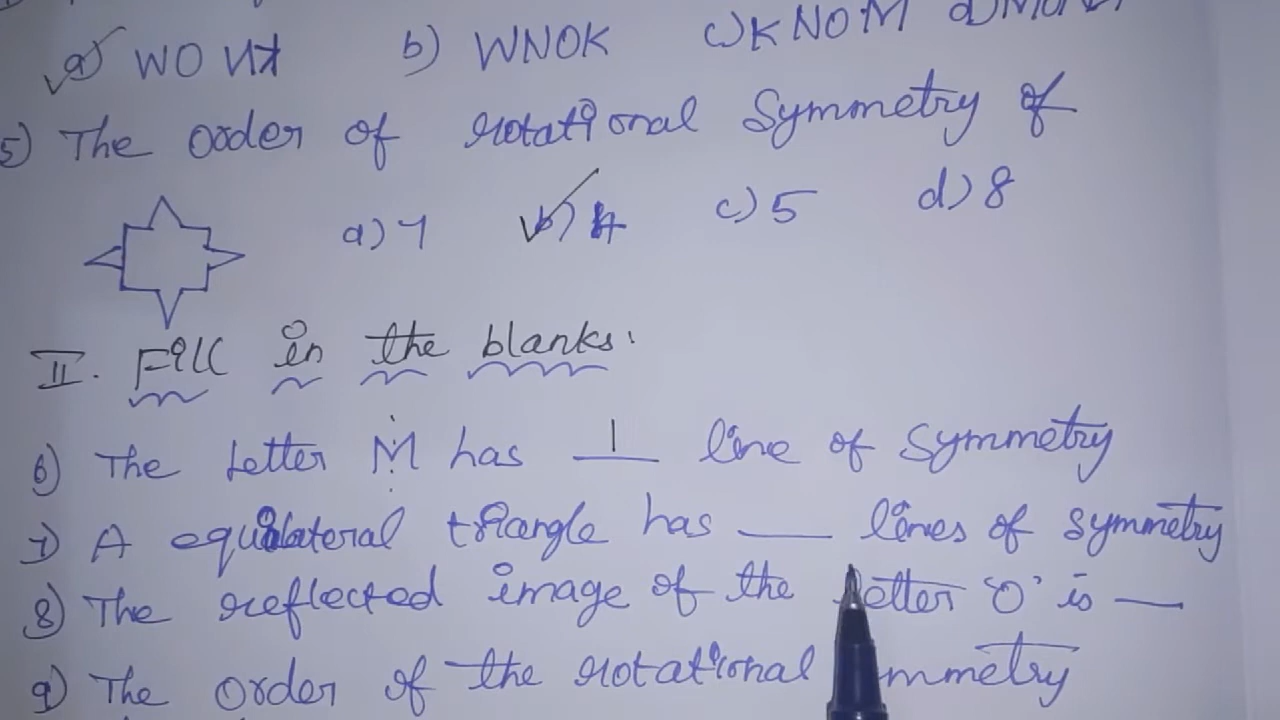 a) WO
b) WNOK
c) KNOM
5) The Order of rotational Symmetry of
b) 4
c) 5
d) 8
II. Fill in the blanks:
6) The Letter M has 1 line of Symmetry
7) A equilateral triangle has ___ lines of symmetry
8) The reflected image of the letter 'O' is ___
9) The order of the rotational